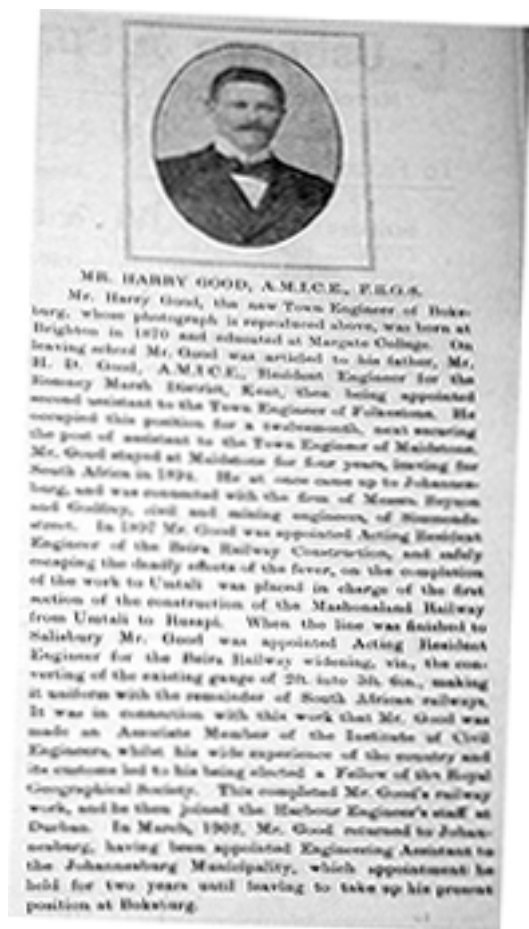 MR. HARRY GOOD, A.M.I.C.E., F.R.G.S.
Mr. Harry Good, the new Town Engineer of Boks-
burg, whose photograph is reproduced above, was born at
Brighton in 1870 and educated at Margate College. On
leaving school Mr. Good was articled to his father, Mr.
H. D. Good, A.M.I.C.E., Resident Engineer for the
Romney Marsh District, Kent, then being appointed
second assistant to the Town Engineer of Folkestone. He
occupied this position for a twelvemonth, next securing
the post of assistant to the Town Engineer of Maidstone.
Mr. Good stayed at Maidstone for four years, leaving for
South Africa in He at once came up to Johannes-
burg, and was connected with the firm of Messrs.
and Godfray, civil and mining engineers, of Simmonds-
street. In 1897 Mr. Good was appointed Acting Resident
Engineer of the Beira Railway Construction, and safely
escaping the deadly effects of the fever, on the completion
of the work to Umtali was placed in charge of the first
section of the construction of the Mashonaland Railway
from Umtali to Rusapi. When the line was finished to
Salisbury Mr. Good was appointed Acting Resident
Engineer for the Beira Railway widening, viz., the con-
verting of the existing gauge of 2ft. into 3ft. 6in., making
it uniform with the remainder of South African railways.
It was in connection with this work that Mr. Good was
made an Associate Member of the Institute of Civil
Engineers, whilst his wide experience of the country and
its customs led to his being elected a Fellow of the Royal
Geographical Society. This completed Mr. Good's railway
work, and he then joined the Harbour Engineer's staff at
Durban. In March, 1902, Mr. Good returned to Johan-
nesburg, having been appointed Engineering Assistant to
the Johannesburg Municipality, which appointment he
held for two years until leaving to take up his present
position at Boksburg.